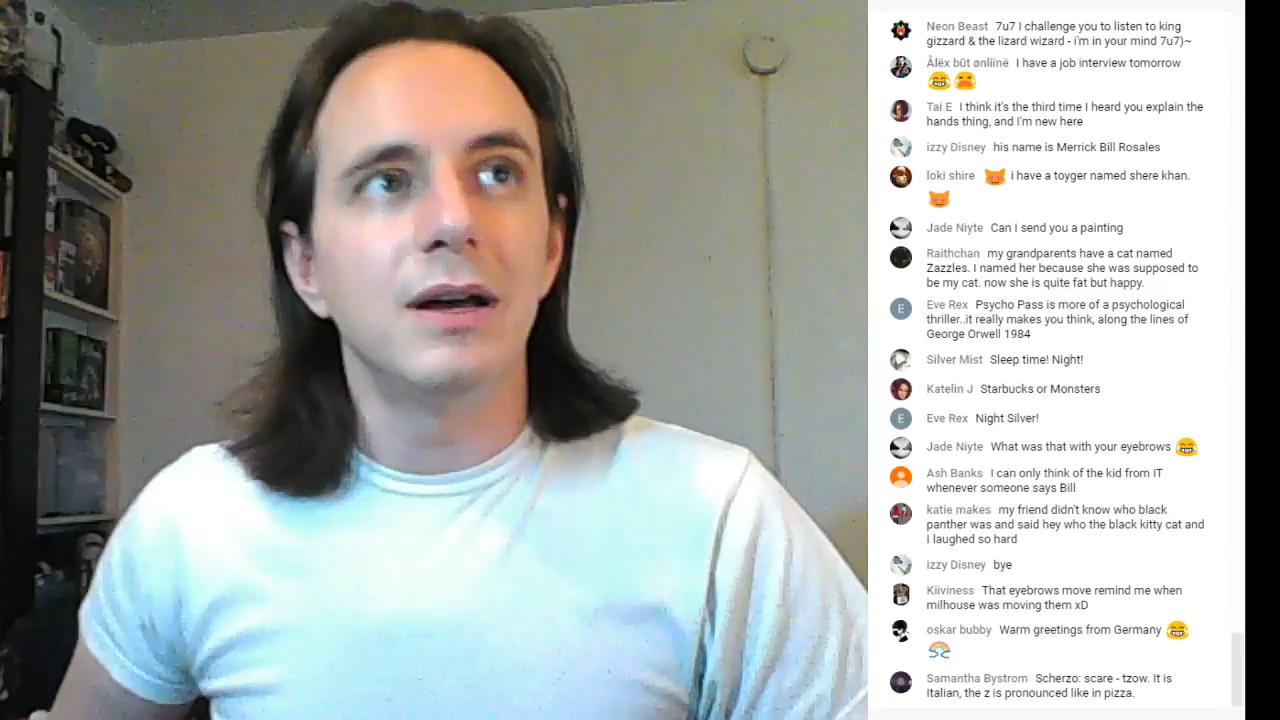 Neon Beast 7u7 I challenge you to listen to king
gizzard & the lizard wizard - i'm in your mind 7u7)~
Ålëx bût ønlïinë I have a job interview tomorrow
Tai E I think it's the third time I heard you explain the
hands thing, and I'm new here
izzy Disney his name is Merrick Bill Rosales
loki shire i have a toyger named shere khan.
Jade Niyte Can I send you a painting
Raithchan my grandparents have a cat named
Zazzles. I named her because she was supposed to
be my cat. now she is quite fat but happy.
E Eve Rex Psycho Pass is more of a psychological
thriller..it really makes you think, along the lines of
George Orwell 1984
Silver Mist Sleep time! Night!
Katelin J Starbucks or Monsters
E Eve Rex Night Silver!
Jade Niyte What was that with your eyebrows
Ash Banks I can only think of the kid from IT
whenever someone says Bill
katie makes my friend didn't know who black
panther was and said hey who the black kitty cat and
I laughed so hard
izzy Disney bye
Kiiviness That eyebrows move remind me when
milhouse was moving them xD
oskar bubby Warm greetings from Germany
Samantha Bystrom Scherzo: scare - tzow. It is
Italian, the z is pronounced like in pizza.